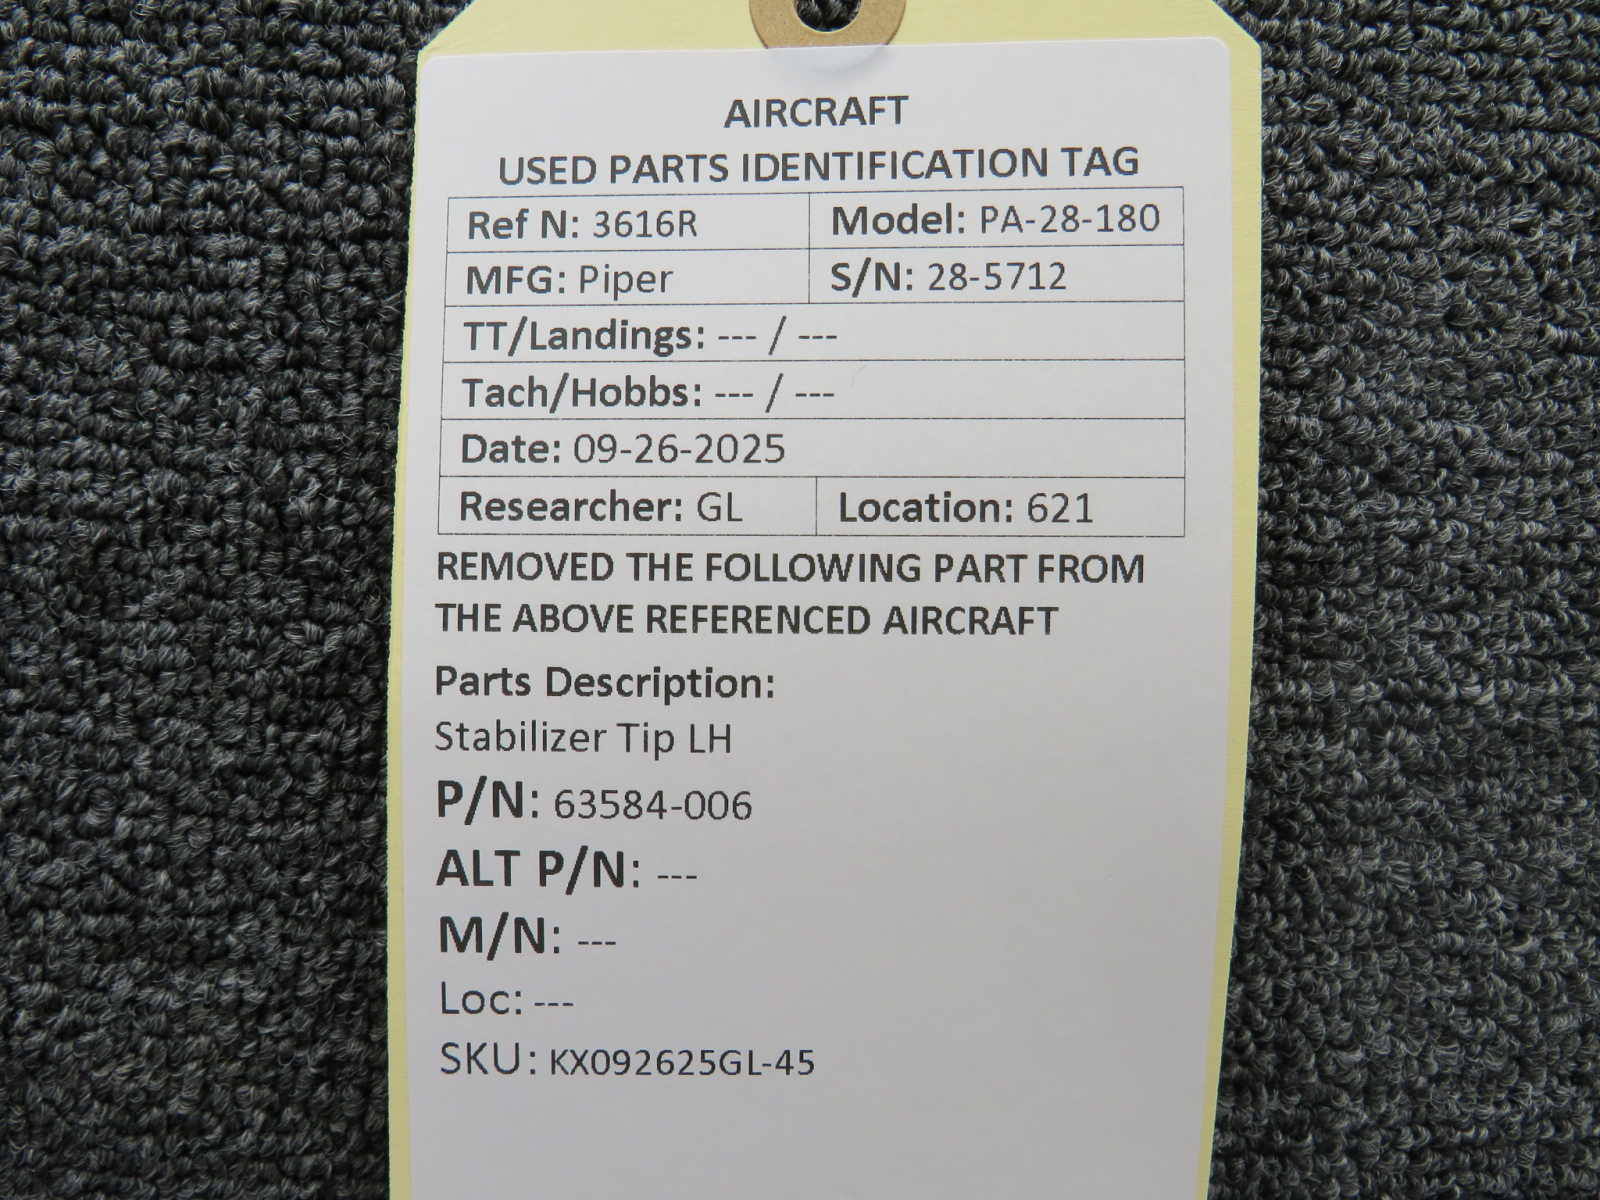 AIRCRAFT
USED PARTS IDENTIFICATION TAG
Ref N: 3616R Model: PA-28-180
MFG: Piper S/N: 28-5712
TT/Landings: --- / ---
Tach/Hobbs: --- / ---
Date: 09-26-2025
Researcher: GL Location: 621
REMOVED THE FOLLOWING PART FROM
THE ABOVE REFERENCED AIRCRAFT
Parts Description:
Stabilizer Tip LH
P/N: 63584-006
ALT P/N: ---
M/N: ---
Loc: ---
SKU: KX092625GL-45